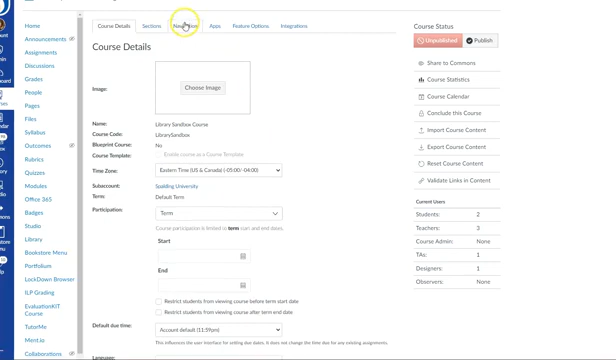 Course Details
Sections
Navigation
Apps
Feature Options
Integrations
Course Details
Image:
Choose Image
Name:
Library Sandbox Course
Course Code:
LibrarySandbox
Blueprint Course:
No
Course Template:
Enable course as a Course Template
Time Zone:
Eastern Time (US & Canada) (-05:00/-04:00)
Subaccount:
Spalding University
Term:
Default Term
Participation:
Term
Course participation is limited to term start and end dates.
Start
End
Restrict students from viewing course before term start date
Restrict students from viewing course after term end date
Default due time:
Account default (11:59pm)
This influences the user interface for setting due dates. It does not change the time for any existing assignments.
Language:
Home
Announcements
Assignments
Discussions
Grades
People
Pages
Files
Syllabus
Outcomes
Rubrics
Quizzes
Modules
Office 365
Badges
Studio
Library
Bookstore Menu
Portfolium
LockDown Browser
ILP Grading
EvaluationKIT
Course
TutorMe
Ment.io
Collaborations
Course Status
Unpublished
Publish
Share to Commons
Course Statistics
Course Calendar
Conclude this Course
Import Course Content
Export Course Content
Reset Course Content
Validate Links in Content
Current Users
Students: 2
Teachers: 3
Course Admin: None
TAs: 1
Designers: 1
Observers: None